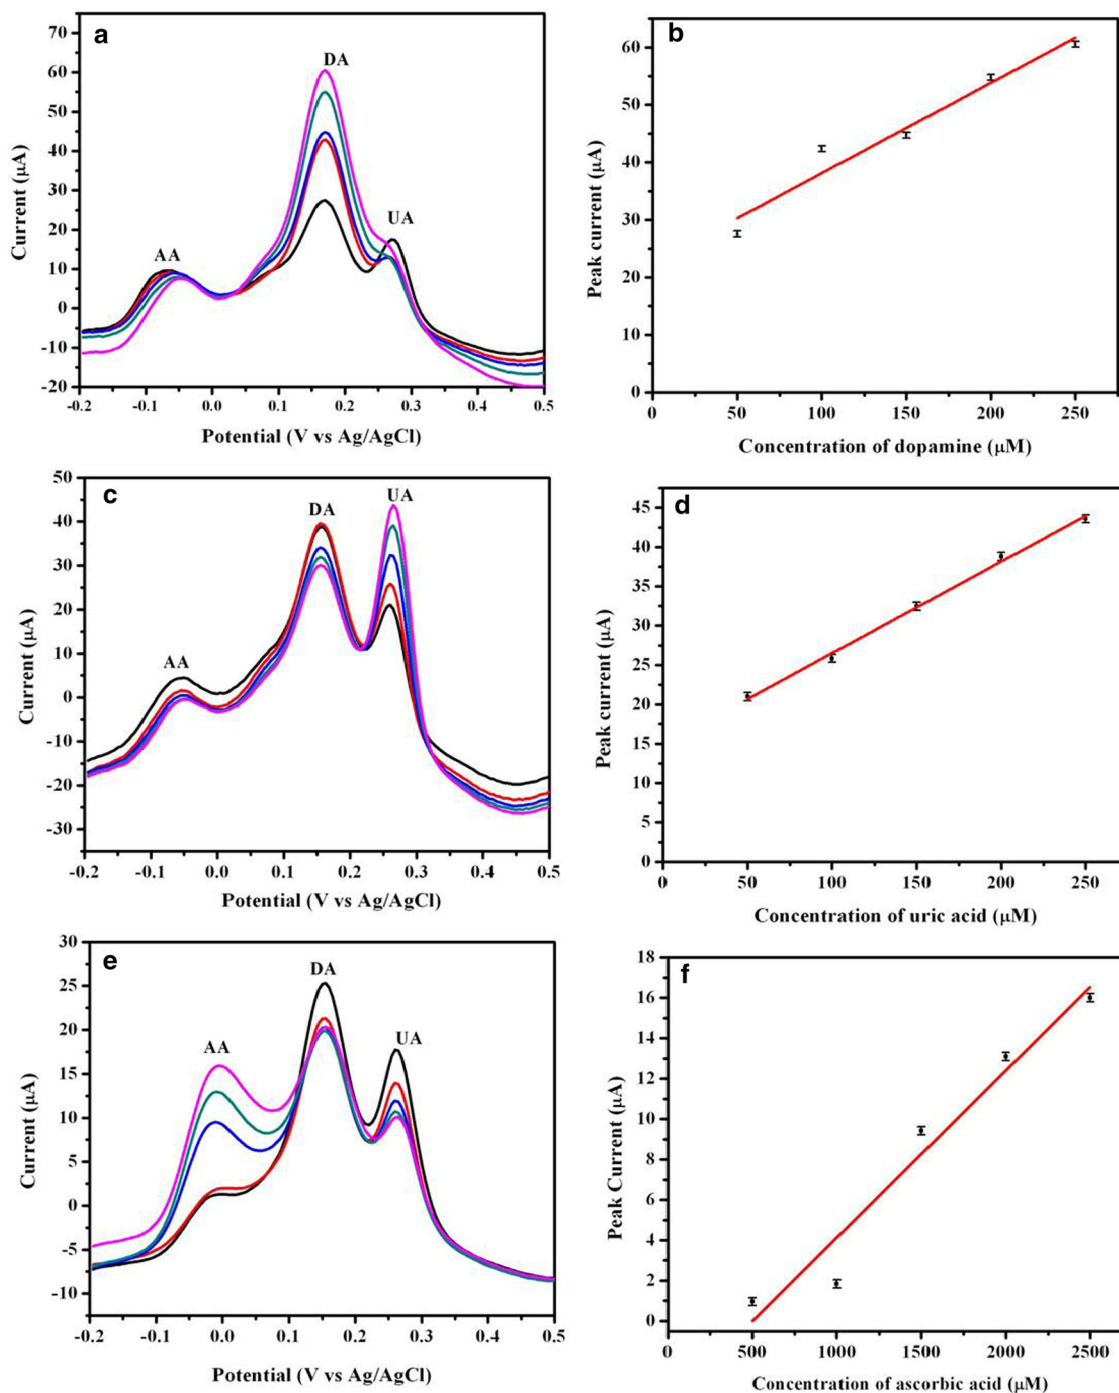 a
DA
UA
AA
70
60
50
40
30
20
10
0
-10
-20
-0.2 -0.1 0.0 0.1 0.2 0.3 0.4 0.5
Current (µA)
Potential (V vs Ag/AgCl)
b
60
50
40
30
20
10
0
0 50 100 150 200 250
Peak current (µA)
Concentration of dopamine (µM)
c
UA
DA
AA
50
40
30
20
10
0
-10
-20
-30
-0.2 -0.1 0.0 0.1 0.2 0.3 0.4 0.5
Current (µA)
Potential (V vs Ag/AgCl)
d
45
40
35
30
25
20
15
10
5
0
0 50 100 150 200 250
Peak current (µA)
Concentration of uric acid (µM)
e
DA
UA
AA
30
25
20
15
10
5
0
-5
-10
-0.2 -0.1 0.0 0.1 0.2 0.3 0.4 0.5
Current (µA)
Potential (V vs Ag/AgCl)
f
18
16
14
12
10
8
6
4
2
0
0 500 1000 1500 2000 2500
Peak Current (µA)
Concentration of ascorbic acid (µM)